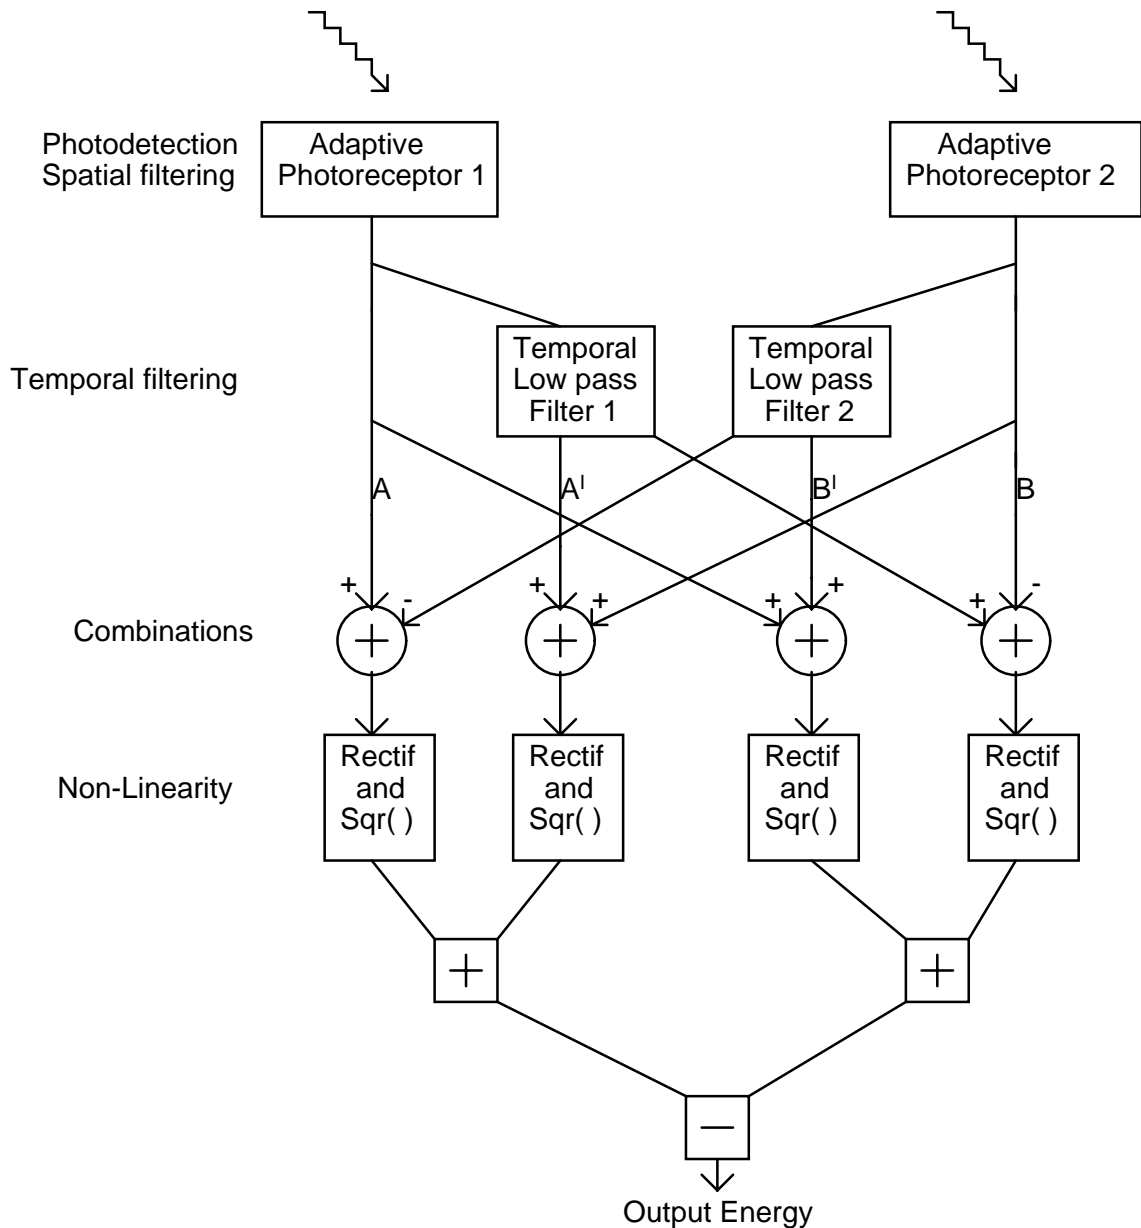 Photodetection
Spatial filtering
Adaptive
Photoreceptor 1
Adaptive
Photoreceptor 2
Temporal filtering
Temporal
Low pass
Filter 1
Temporal
Low pass
Filter 2
A
A'
B'
B
+
-
+
+
+
+
+
-
Combinations
+
+
+
+
Non-Linearity
Rectif
and
Sqr( )
Rectif
and
Sqr( )
Rectif
and
Sqr( )
Rectif
and
Sqr( )
+
+
−
Output Energy